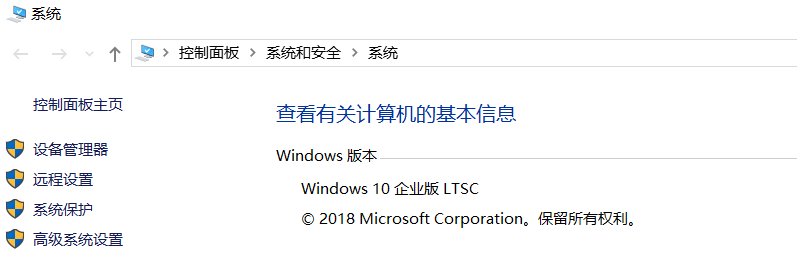 系统
控制面板 系统和安全 系统
控制面板主页
设备管理器
远程设置
系统保护
高级系统设置
查看有关计算机的基本信息
Windows 版本
Windows 10 企业版 LTSC
© 2018 Microsoft Corporation。保留所有权利。